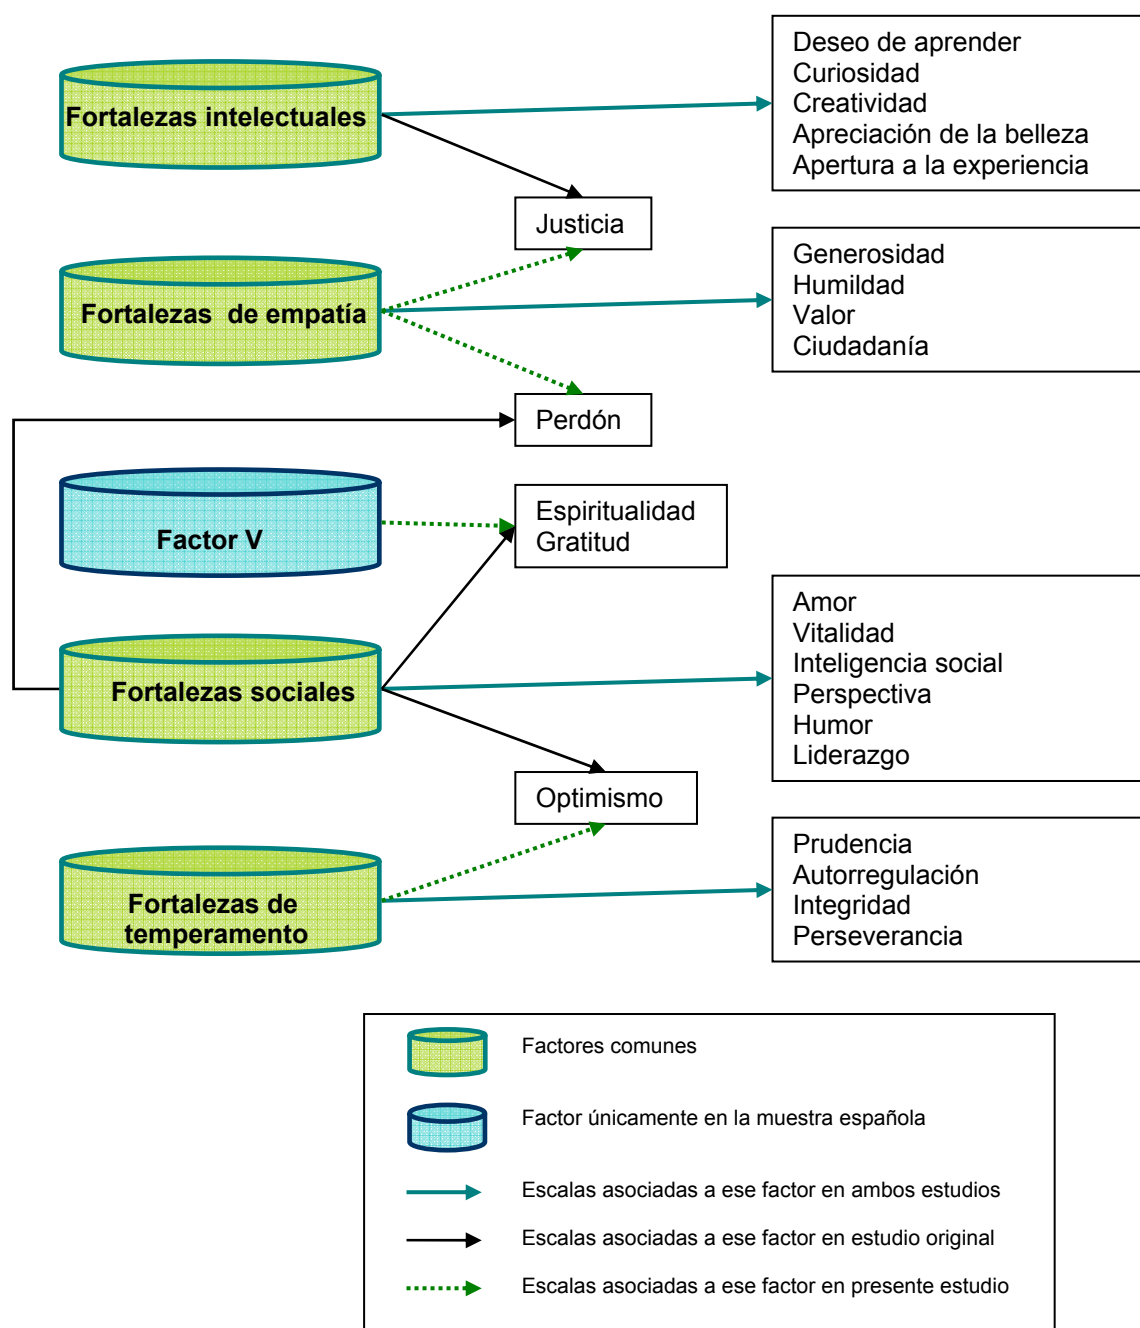 Fortalezas intelectuales
Deseo de aprender
Curiosidad
Creatividad
Apreciación de la belleza
Apertura a la experiencia
Justicia
Fortalezas de empatía
Generosidad
Humildad
Valor
Ciudadanía
Perdón
Factor V
Espiritualidad
Gratitud
Fortalezas sociales
Amor
Vitalidad
Inteligencia social
Perspectiva
Humor
Liderazgo
Optimismo
Fortalezas de
temperamento
Prudencia
Autorregulación
Integridad
Perseverancia
Factores comunes
Factor únicamente en la muestra española
Escalas asociadas a ese factor en ambos estudios
Escalas asociadas a ese factor en estudio original
Escalas asociadas a ese factor en presente estudio